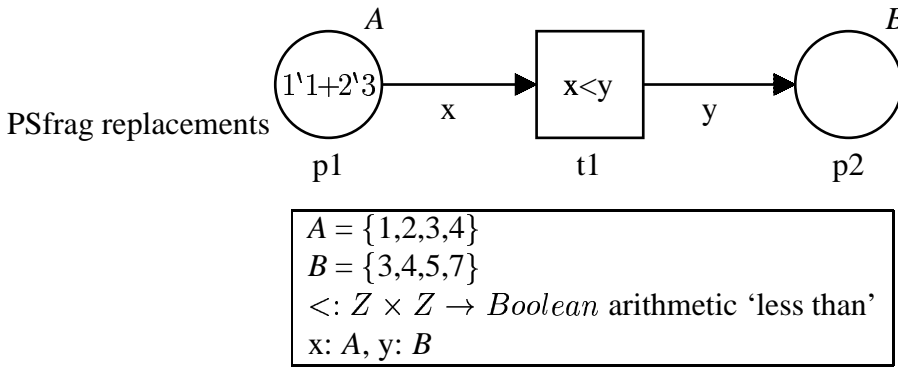 A
B
1`1+2`3
x<y
x
y
PSfrag replacements
p1
t1
p2
A = {1,2,3,4}
B = {3,4,5,7}
<: Z × Z → Boolean arithmetic ‘less than’
x: A, y: B